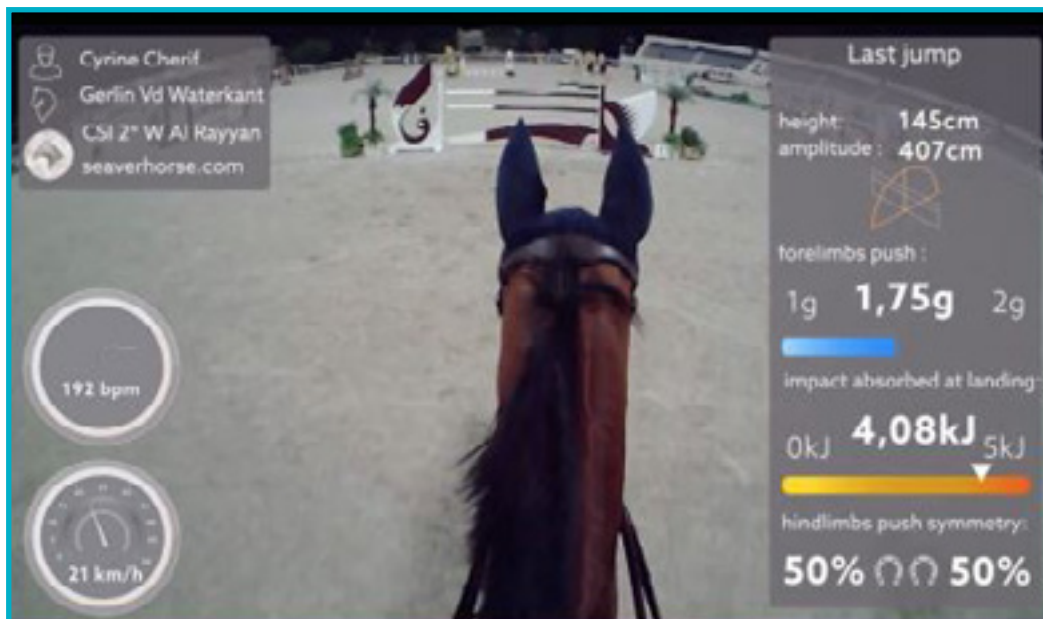 Cyrine Cherif
Gerlin Vd Waterkant
CSI 2* W Al Rayyan
seaverhorse.com
192 bpm
21 km/h
Last jump
height: 145cm
amplitude : 407cm
forelimbs push :
1g 1,75g 2g
impact absorbed at landing:
0kJ 4,08kJ 5kJ
hindlimbs push symmetry:
50% 50%
ق